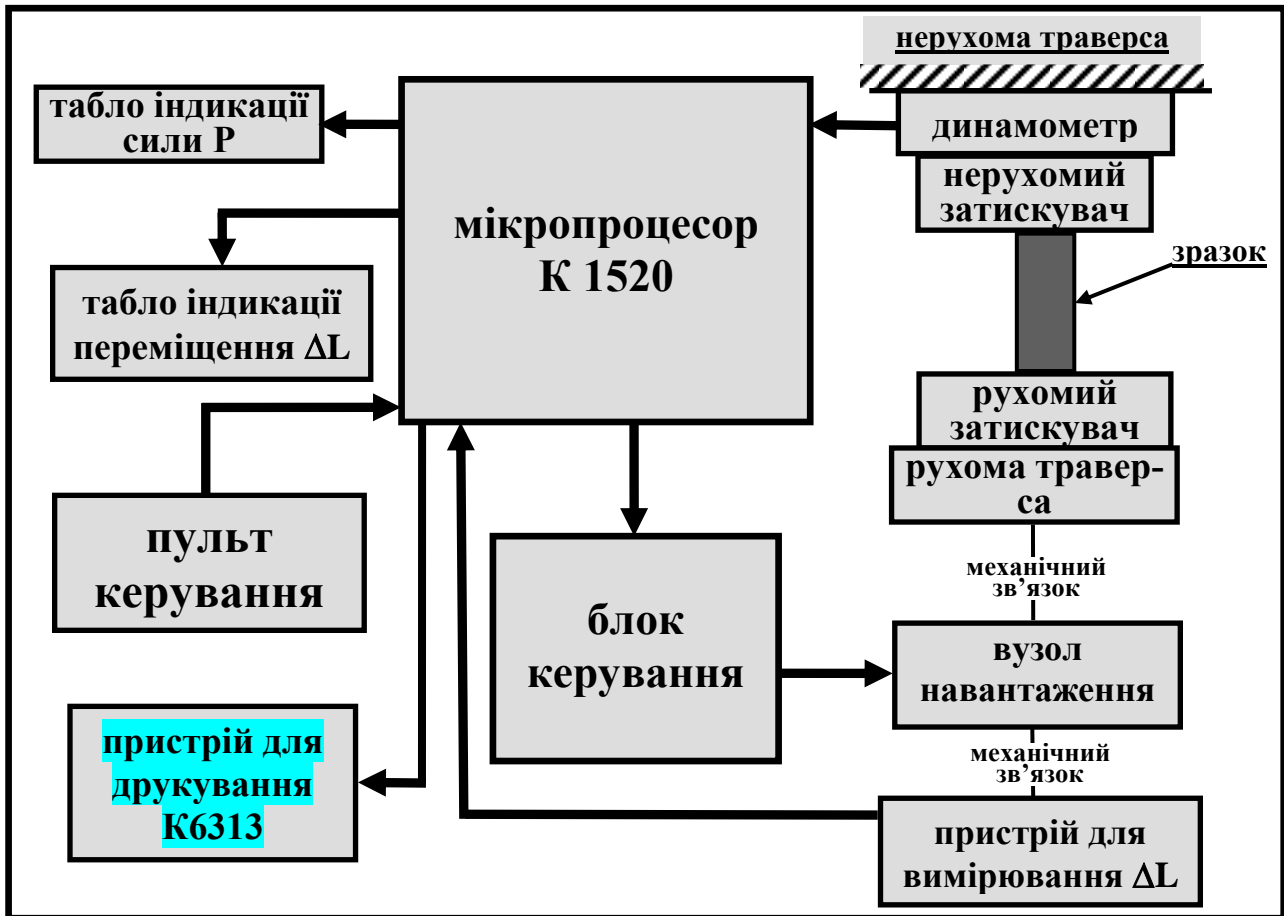 нерухома траверса
табло індикації
сили Р
динамометр
нерухомий
затискувач
мікропроцесор
К 1520
зразок
табло індикації
переміщення ΔL
рухомий
затискувач
рухома травер-
са
пульт
керування
механічний
зв’язок
блок
керування
вузол
навантаження
пристрій для
друкування
К6313
механічний
зв’язок
пристрій для
вимірювання ΔL